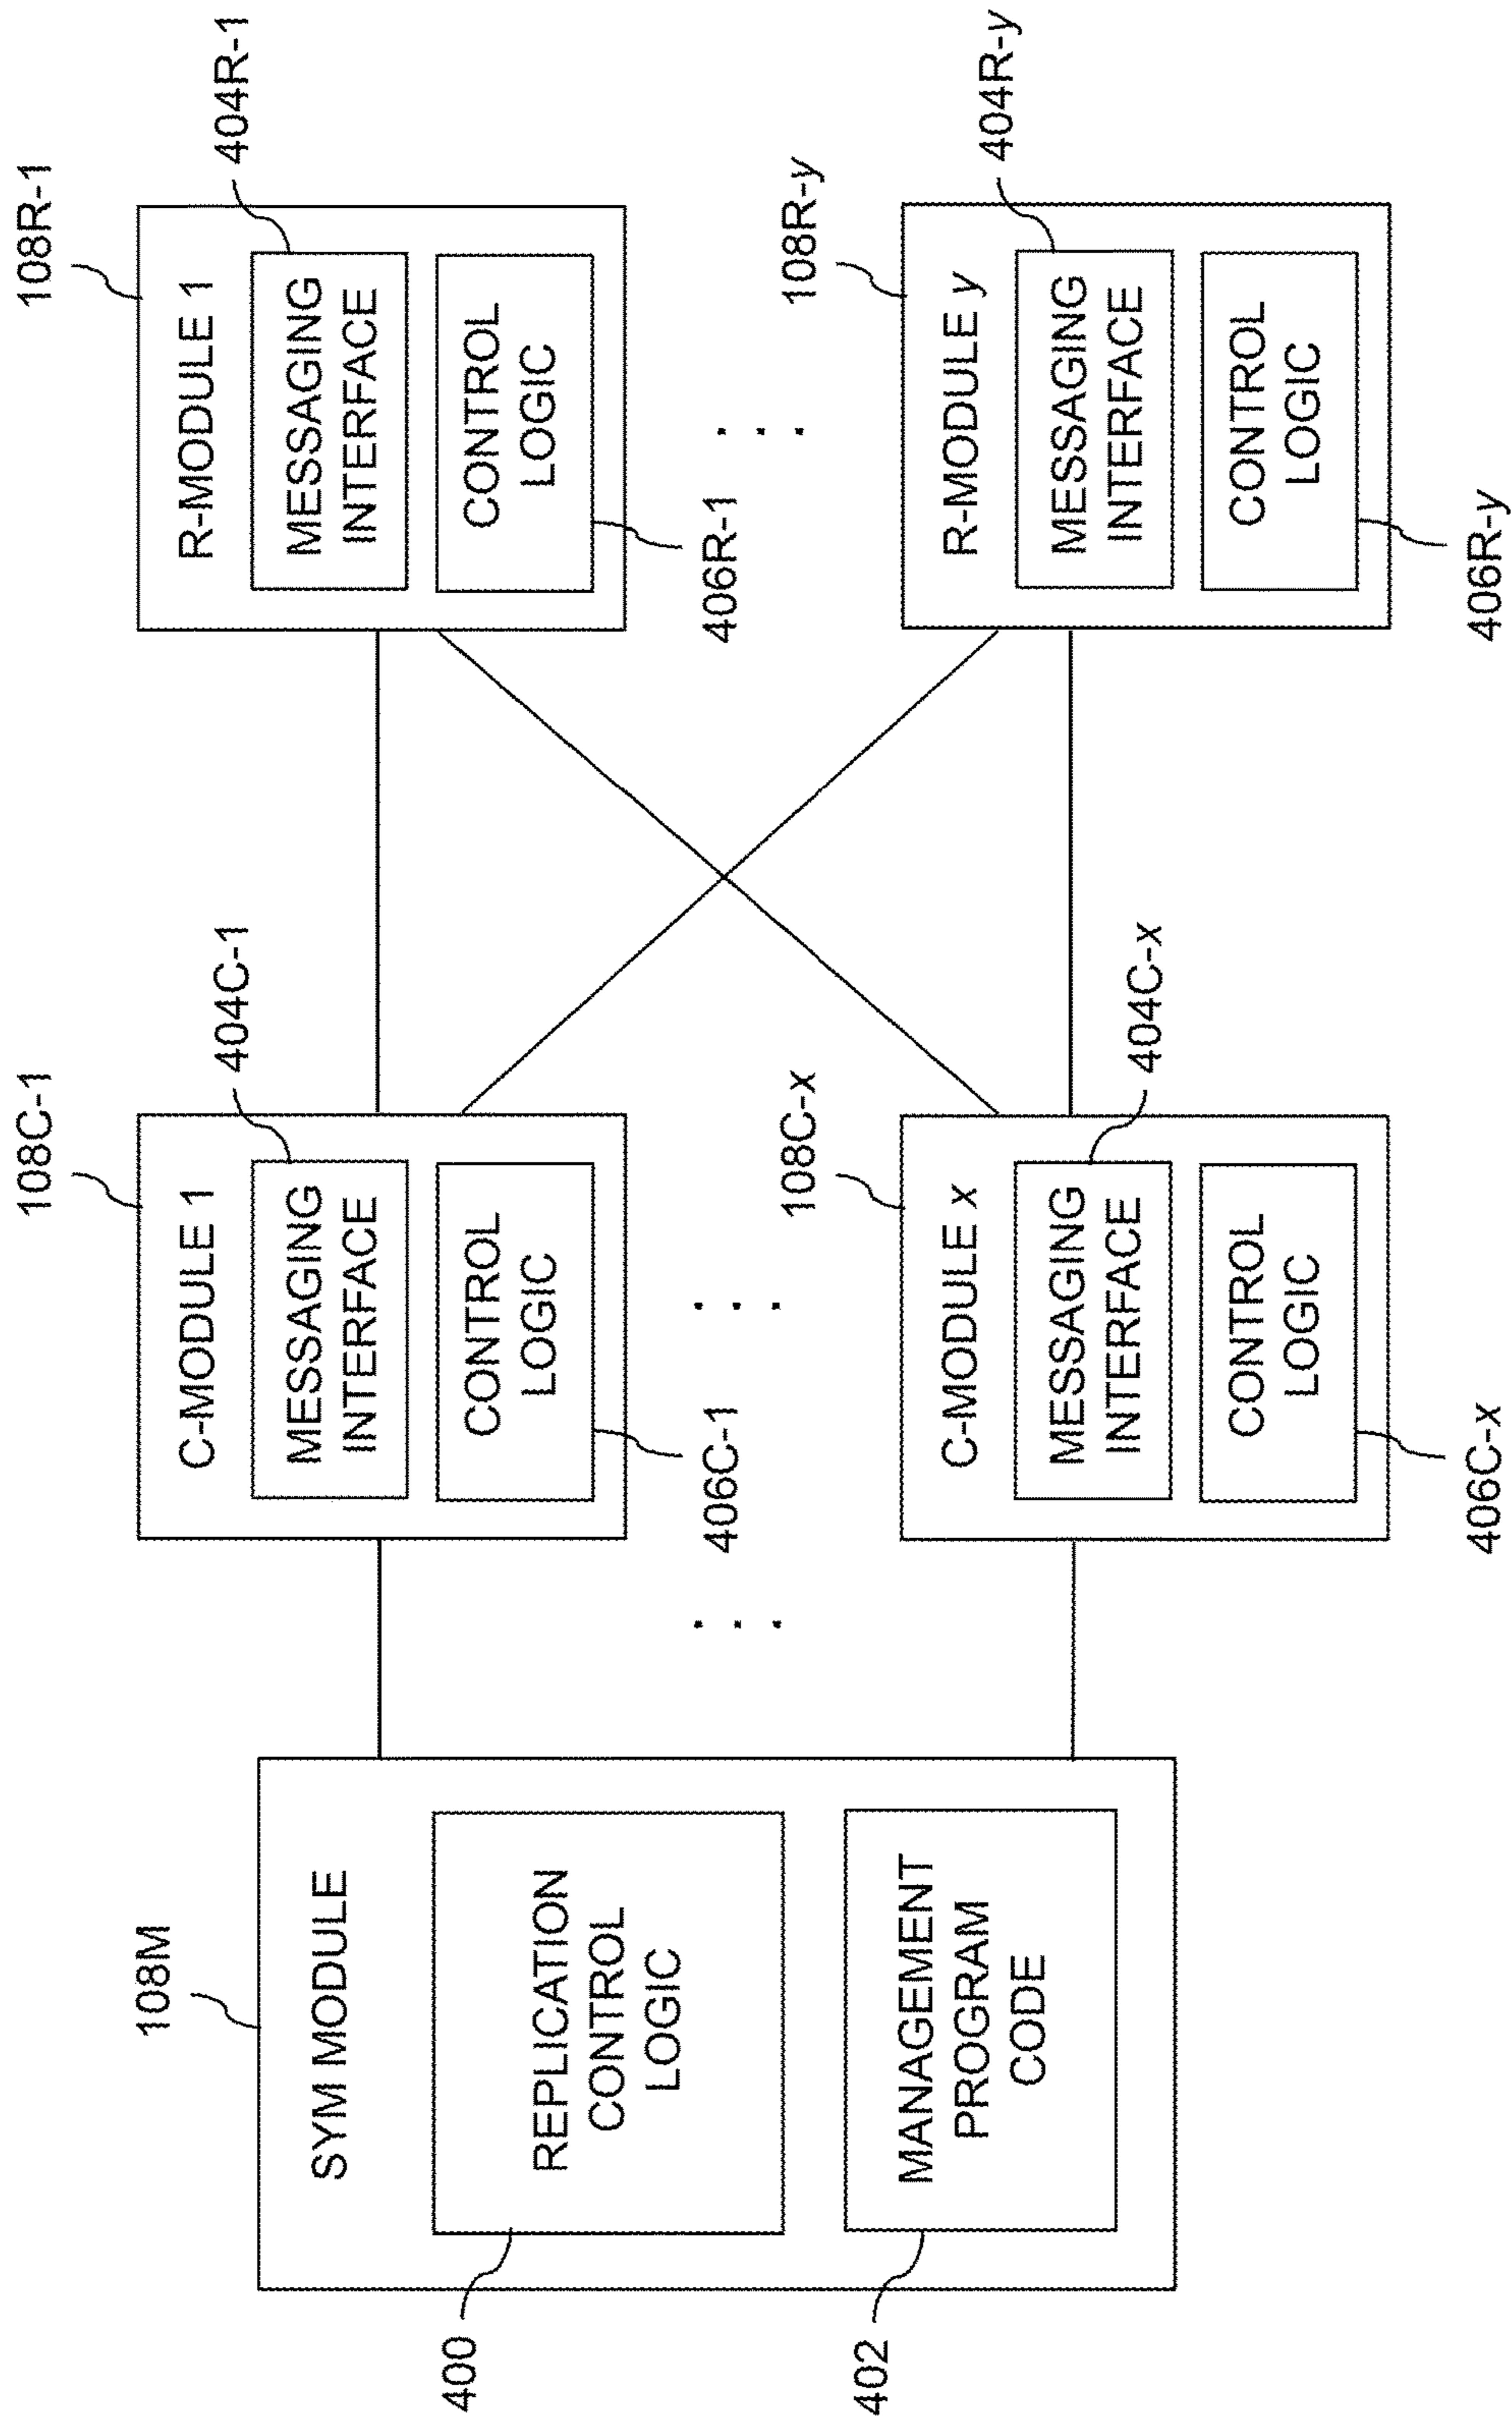 108M
SYM MODULE
REPLICATION
CONTROL
LOGIC
400
MANAGEMENT
PROGRAM
CODE
402
. . .
108C-1
C-MODULE 1
404C-1
MESSAGING
INTERFACE
CONTROL
LOGIC
406C-1
. . .
108C-x
C-MODULE x
404C-x
MESSAGING
INTERFACE
CONTROL
LOGIC
406C-x
108R-1
R-MODULE 1
404R-1
MESSAGING
INTERFACE
CONTROL
LOGIC
406R-1
. . .
108R-y
R-MODULE y
404R-y
MESSAGING
INTERFACE
CONTROL
LOGIC
406R-y